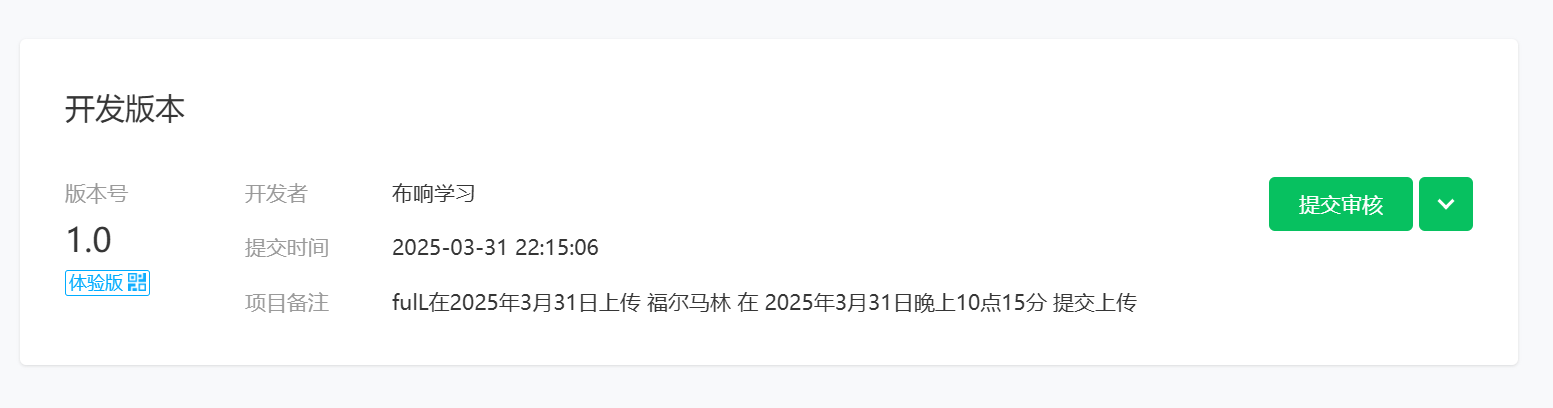 开发版本
版本号
1.0
体验版
开发者 布响学习
提交时间 2025-03-31 22:15:06
项目备注 fulL在2025年3月31日上传 福尔马林 在 2025年3月31日晚上10点15分 提交上传
提交审核